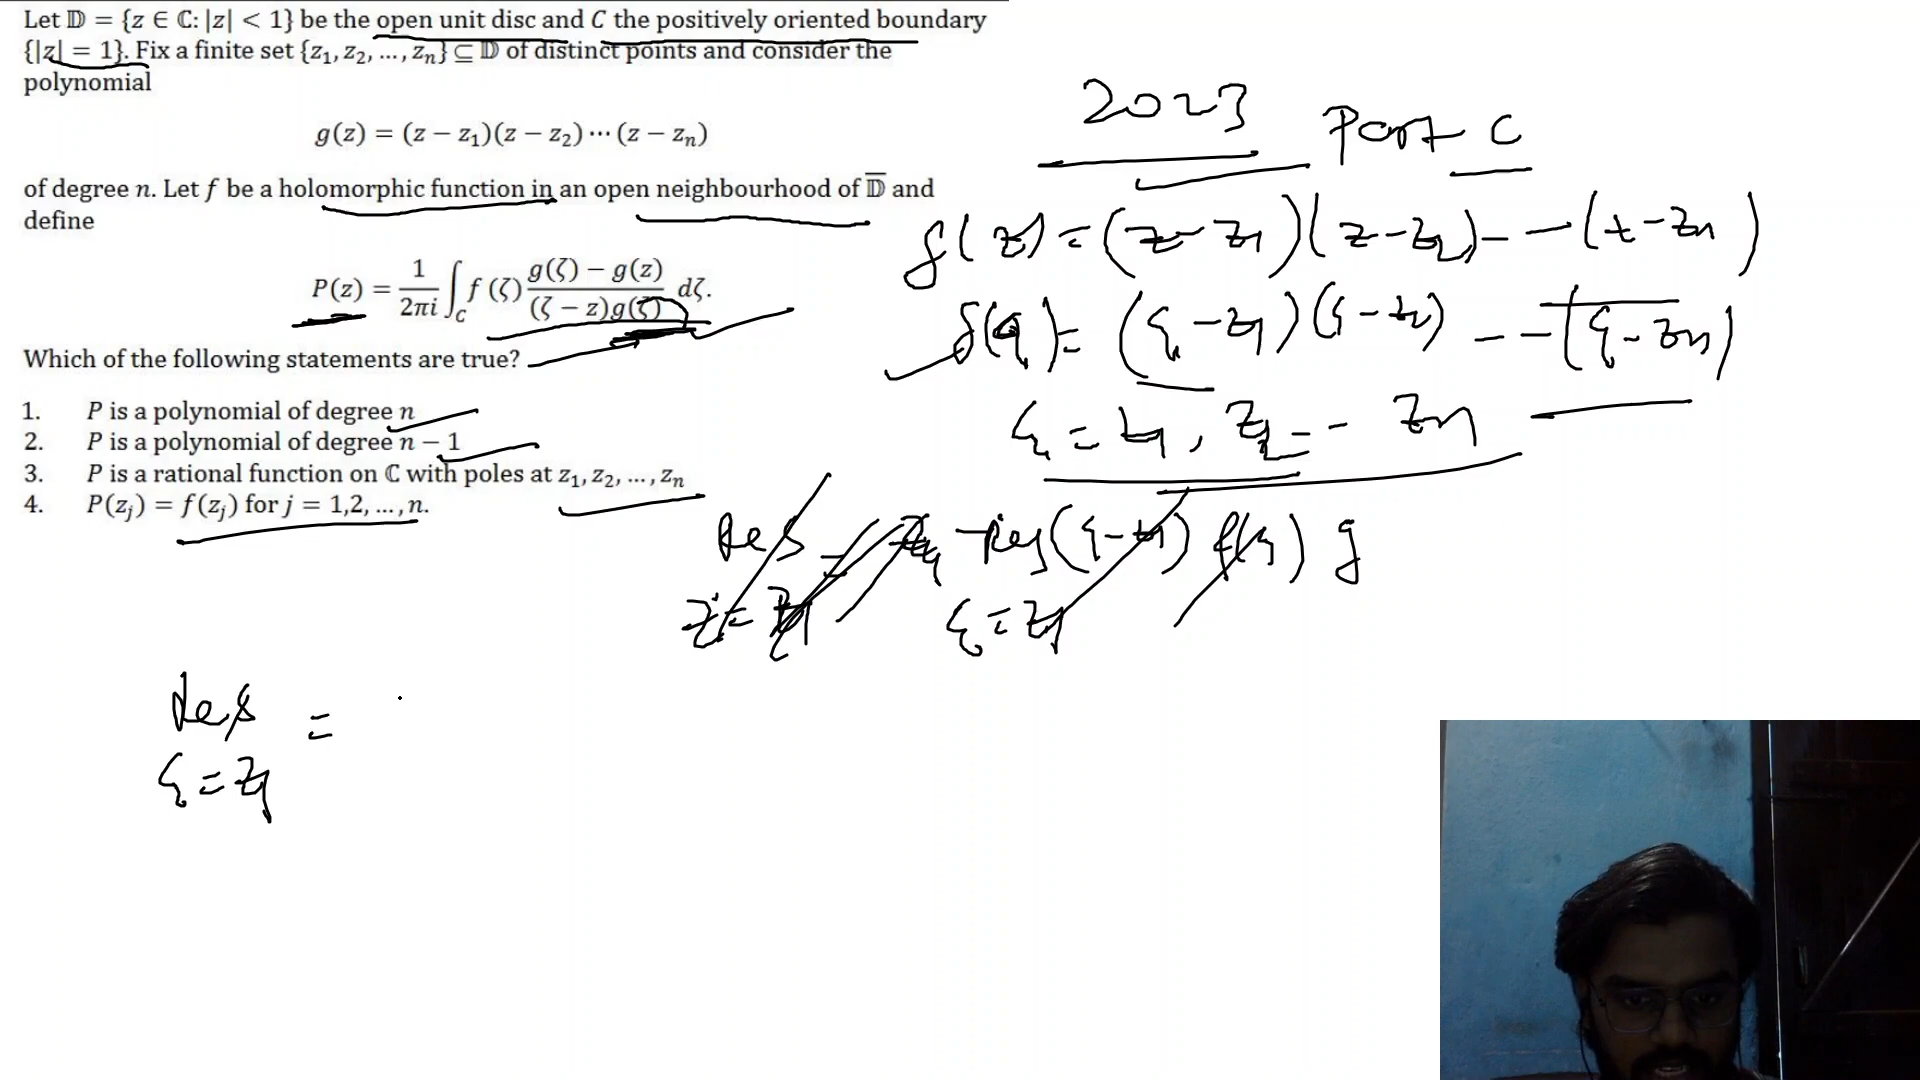 Let 𝔻 = {z ∈ ℂ: |z| < 1} be the open unit disc and C the positively oriented boundary
{|z| = 1}. Fix a finite set {z₁, z₂, ..., zₙ} ⊆ 𝔻 of distinct points and consider the
polynomial
g(z) = (z − z₁)(z − z₂) ⋯ (z − zₙ)
of degree n. Let f be a holomorphic function in an open neighbourhood of 𝔻̅ and
define
P(z) = 1/2πi ∫_C f (ζ) g(ζ) − g(z)/(ζ − z)g(ζ) dζ.
Which of the following statements are true?
1. P is a polynomial of degree n
2. P is a polynomial of degree n − 1
3. P is a rational function on ℂ with poles at z₁, z₂, ..., zₙ
4. P(zⱼ) = f(zⱼ) for j = 1,2, ..., n.
2023 Part C
g(z) = (z − z₁)(z − z₂) − − (z − zₙ)
= (ξ − z₁)(ξ − z₂) − − (ξ − zₙ)
ξ = z₁, z₂ − − zₙ
Res
ξ = z₁
Res =
ξ = z₁